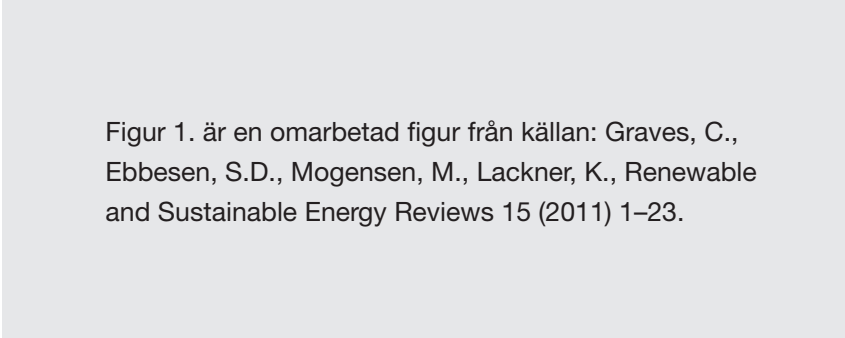 Figur 1. är en omarbetad figur från källan: Graves, C.,
Ebbesen, S.D., Mogensen, M., Lackner, K., Renewable
and Sustainable Energy Reviews 15 (2011) 1–23.